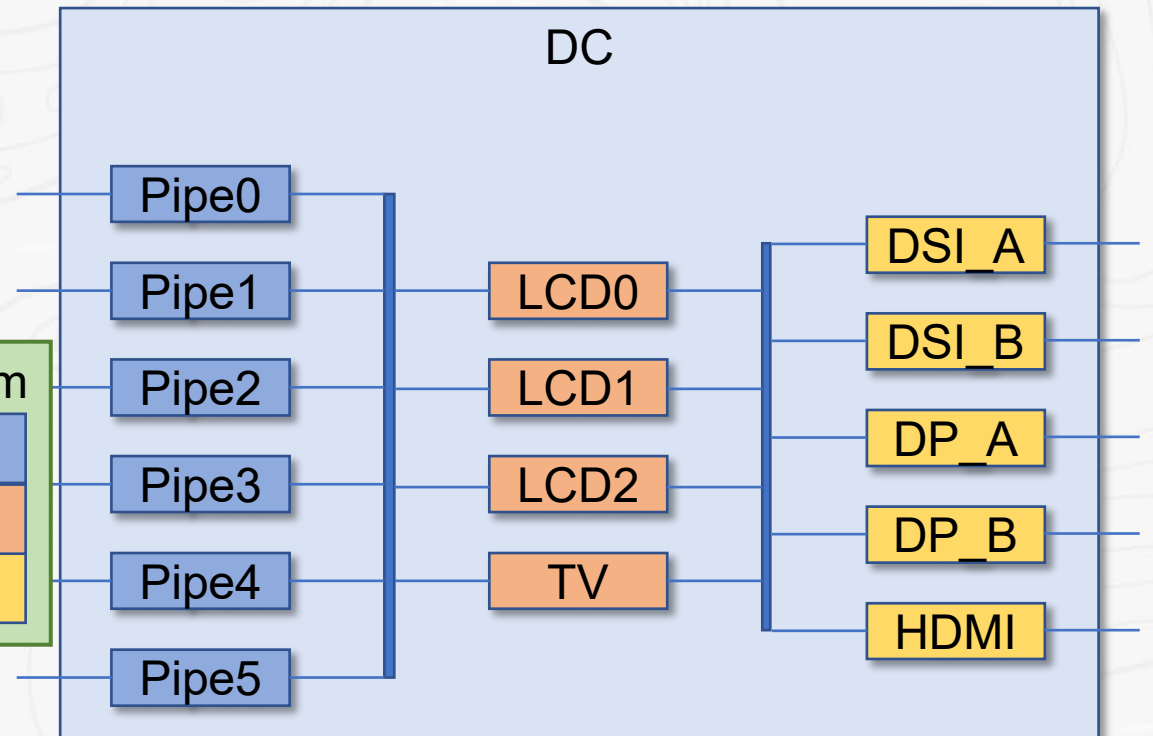 DC
Pipe0
Pipe1
Pipe2
Pipe3
Pipe4
Pipe5
LCD0
LCD1
LCD2
TV
DSI_A
DSI_B
DP_A
DP_B
HDMI